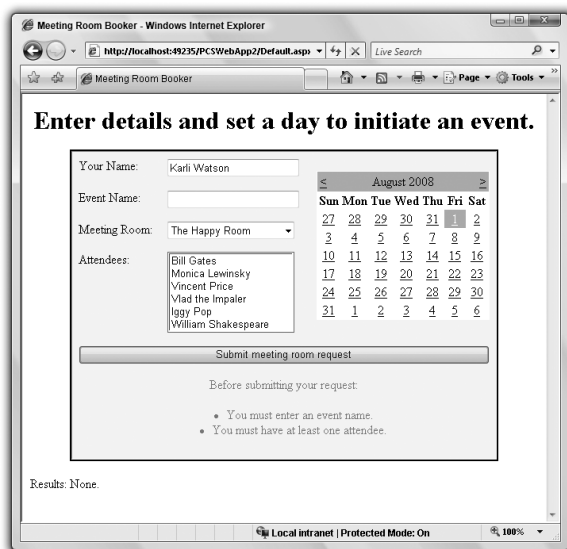 Meeting Room Booker - Windows Internet Explorer
http://localhost:49235/PCSWebApp2/Default.asp
Live Search
Meeting Room Booker
Page
Tools
Enter details and set a day to initiate an event.
Your Name: Karli Watson
Event Name:
Meeting Room: The Happy Room
Attendees:
Bill Gates
Monica Lewinsky
Vincent Price
Vlad the Impaler
Iggy Pop
William Shakespeare
< August 2008 >
Sun Mon Tue Wed Thu Fri Sat
27 28 29 30 31 1 2
3 4 5 6 7 8 9
10 11 12 13 14 15 16
17 18 19 20 21 22 23
24 25 26 27 28 29 30
31 1 2 3 4 5 6
Submit meeting room request
Before submitting your request:
• You must enter an event name.
• You must have at least one attendee.
Results: None.
Local intranet | Protected Mode: On
100%